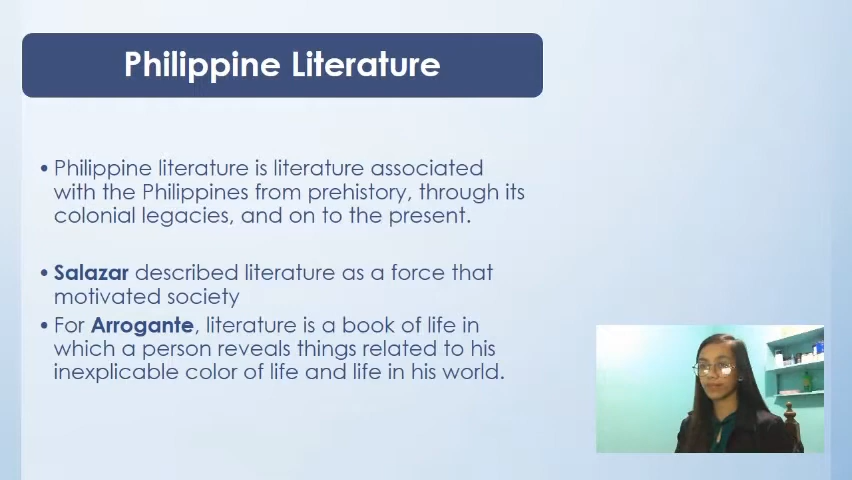 Philippine Literature
• Philippine literature is literature associated
with the Philippines from prehistory, through its
colonial legacies, and on to the present.
• Salazar described literature as a force that
motivated society
• For Arrogante, literature is a book of life in
which a person reveals things related to his
inexplicable color of life and life in his world.